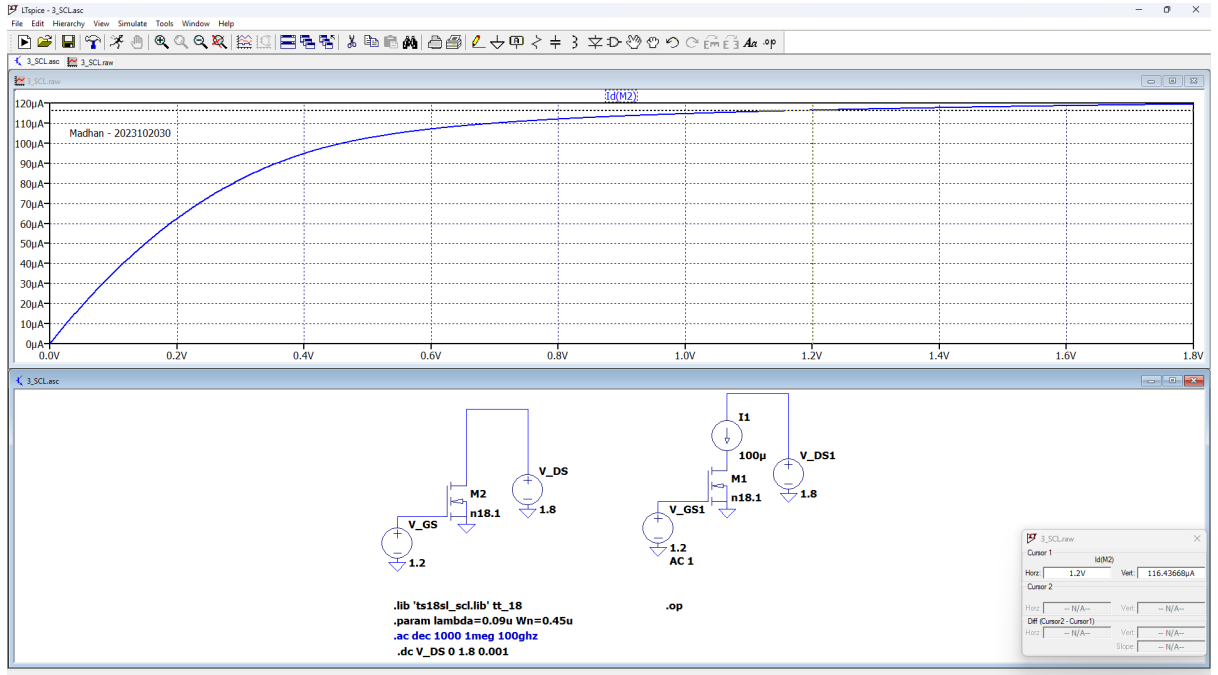 LTspice - 3_SCL.asc
File Edit Hierarchy View Simulate Tools Window Help
.op
3_SCL.asc 3_SCL.raw
3_SCL.raw
Id(M2)
120µA
110µA
100µA
90µA
80µA
70µA
60µA
50µA
40µA
30µA
20µA
10µA
0µA
Madhan - 2023102030
0.0V 0.2V 0.4V 0.6V 0.8V 1.0V 1.2V 1.4V 1.6V 1.8V
3_SCL.asc
I1
100µ
V_DS1
1.8
M1
n18.1
V_GS1
1.2
AC 1
V_DS
1.8
M2
n18.1
V_GS
1.2
.lib 'ts18sl_scl.lib' tt_18
.param lambda=0.09u Wn=0.45u
.ac dec 1000 1meg 100ghz
.dc V_DS 0 1.8 0.001
.op
3_SCL.raw
Cursor 1
Id(M2)
Horz: 1.2V Vert: 116.43668µA
Cursor 2
Horz: -- N/A-- Vert: -- N/A--
Diff (Cursor2 - Cursor1)
Horz: -- N/A-- Vert: -- N/A--
Slope: -- N/A--